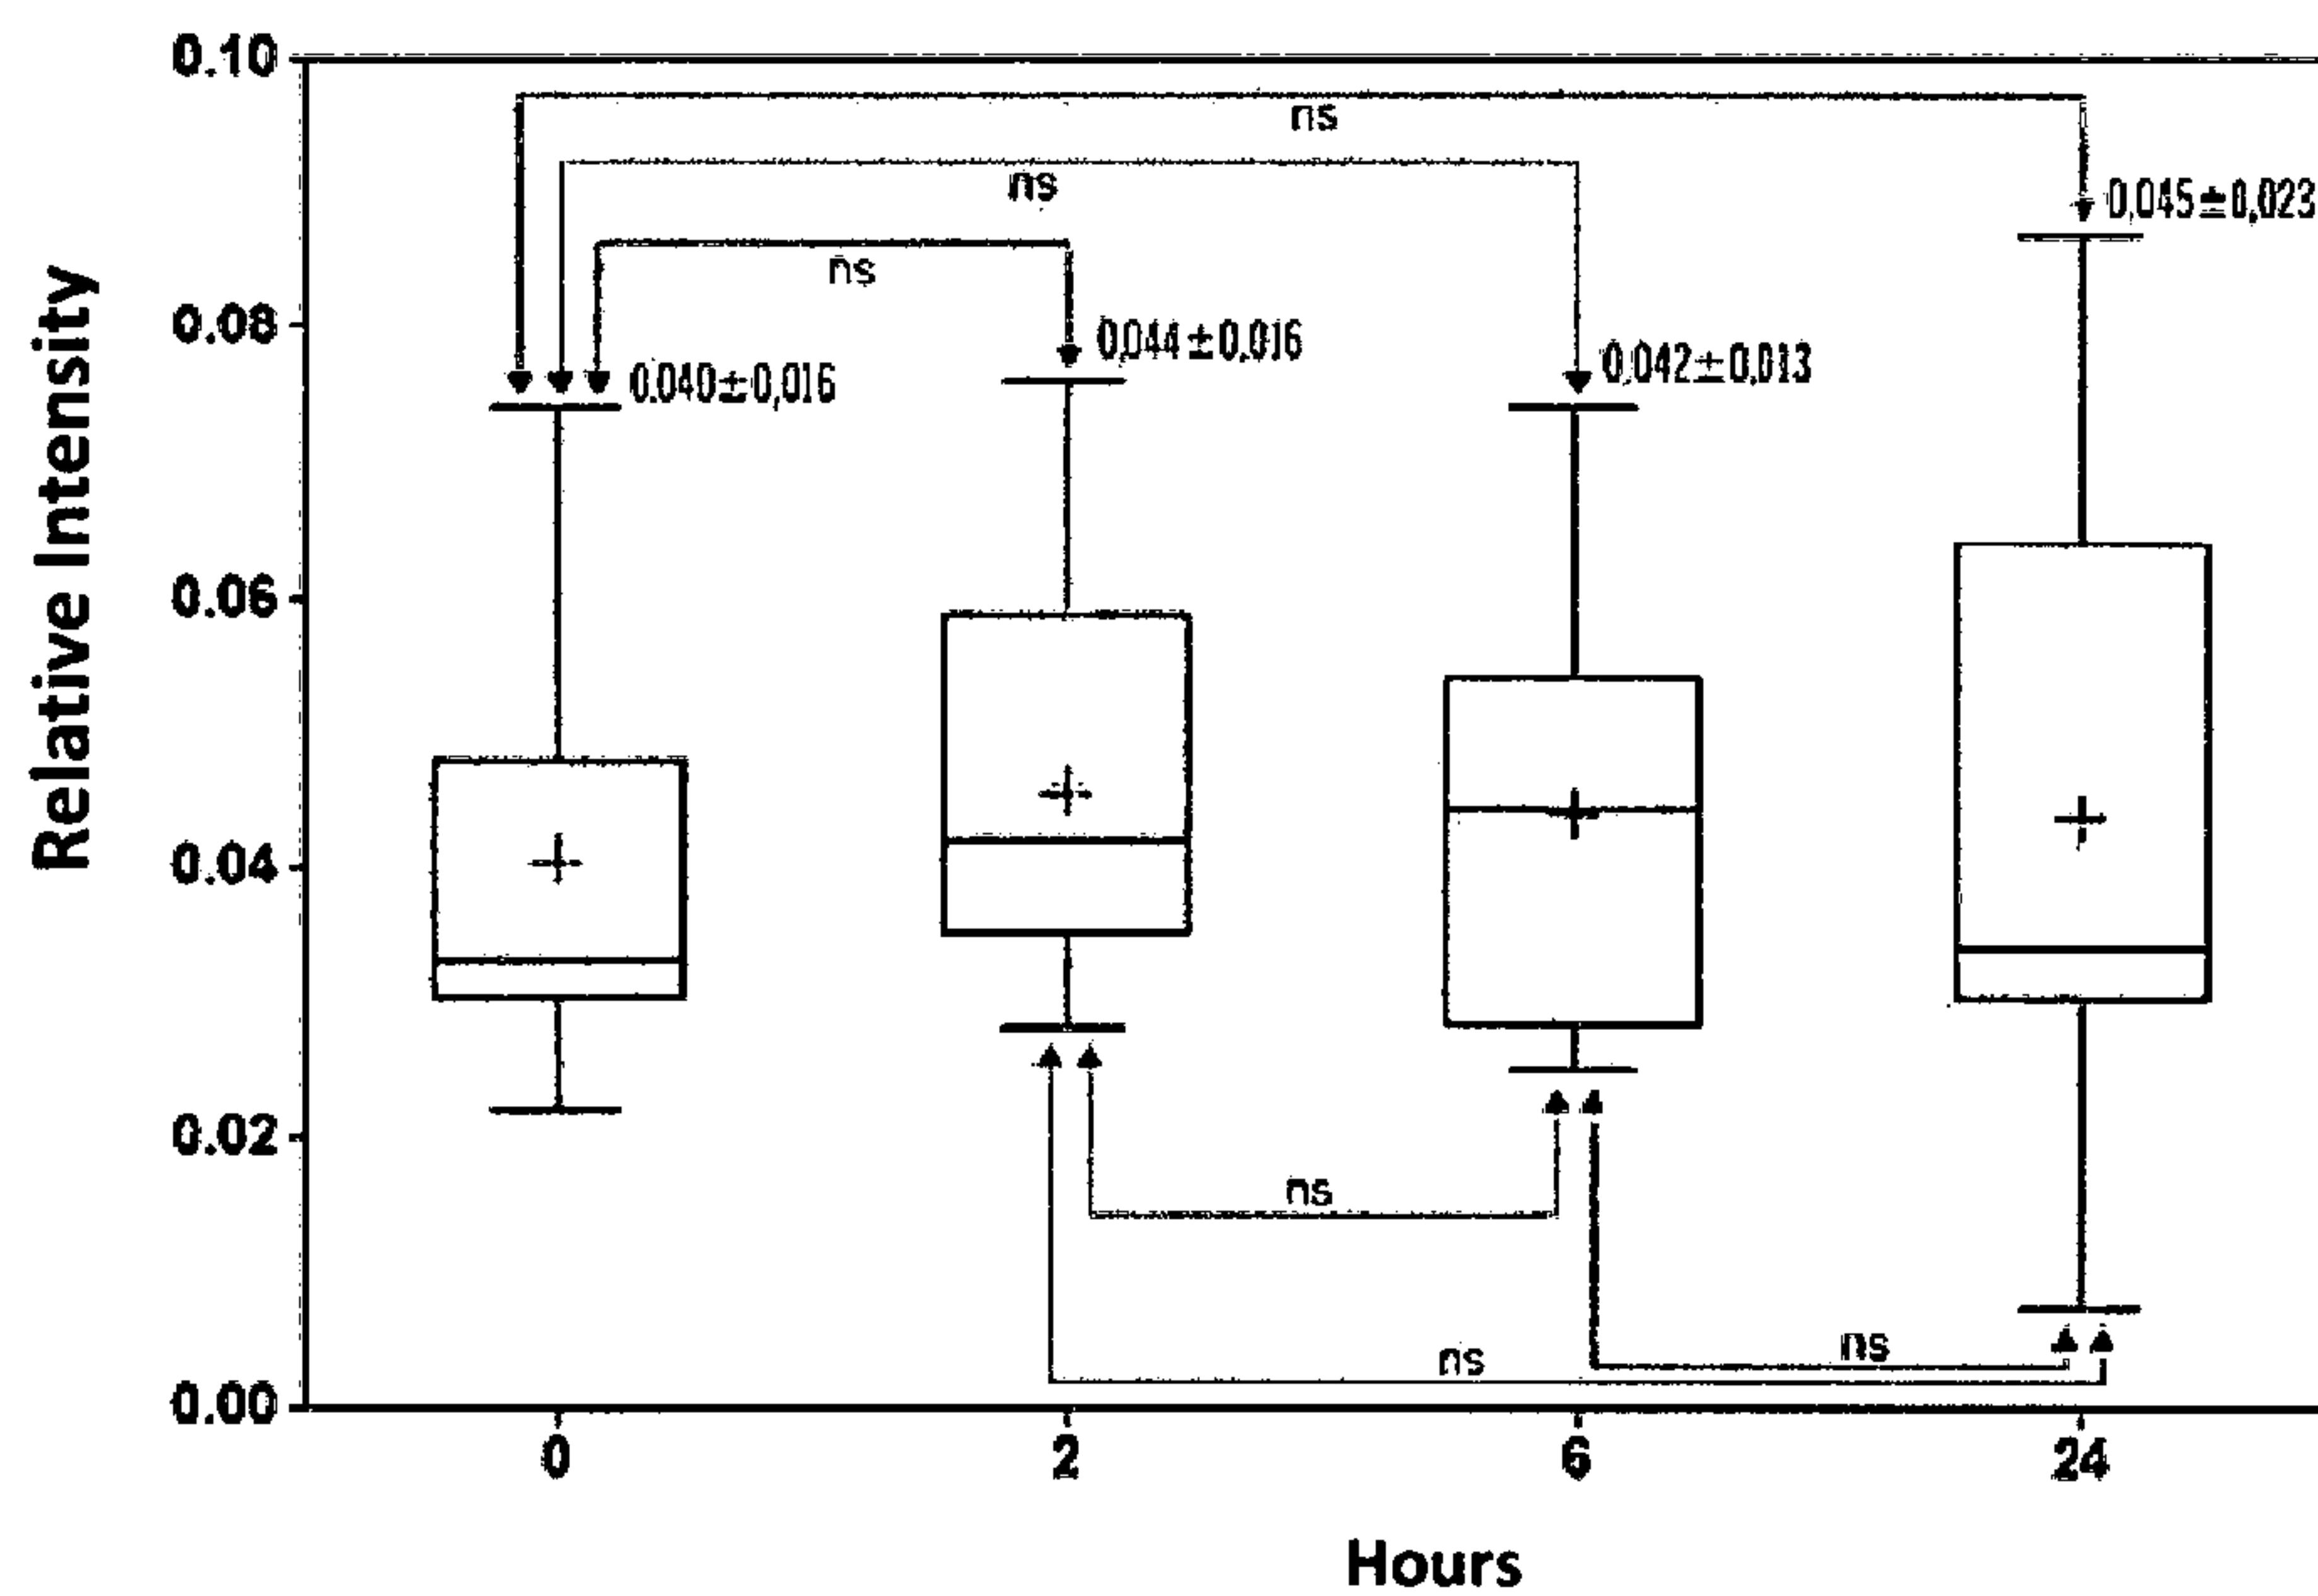 0.10
ns
ns
0,045±0,023
ns
0.08
0,044±0,016
0,042±0,013
0.040±0,016
Relative Intensity
0.06
0.04
0.02
ns
ns
ns
0.00
0
2
6
24
Hours